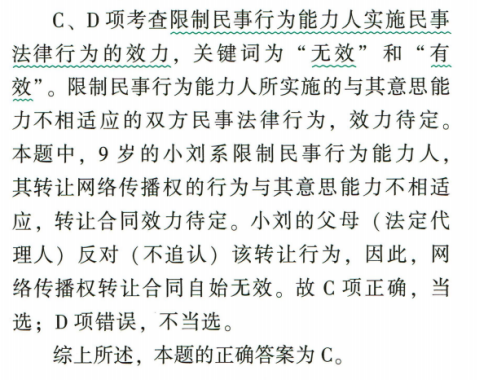 C、D 项考查限制民事行为能力人实施民事
法律行为的效力，关键词为“无效”和“有
效”。限制民事行为能力人所实施的与其意思能
力不相适应的双方民事法律行为，效力待定。
本题中，9 岁的小刘系限制民事行为能力人，
其转让网络传播权的行为与其意思能力不相适
应，转让合同效力待定。小刘的父母（法定代
理人）反对（不追认）该转让行为，因此，网
络传播权转让合同自始无效。故 C 项正确，当
选；D 项错误，不当选。
综上所述，本题的正确答案为 C。